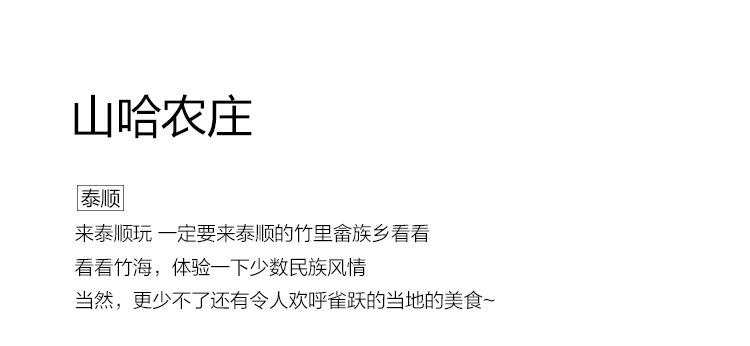 山哈农庄
泰顺
来泰顺玩 一定要来泰顺的竹里畲族乡看看
看看竹海，体验一下少数民族风情
当然，更少不了还有令人欢呼雀跃的当地的美食~